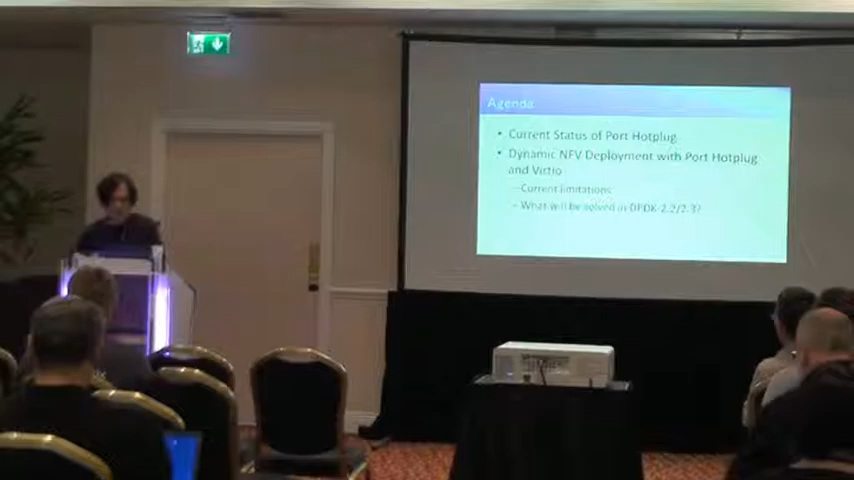 Agenda
• Current Status of Port Hotplug
• Dynamic NFV Deployment with Port Hotplug
and Virtio
–Current limitations
– What will be solved in DPDK-2.2/2.3?